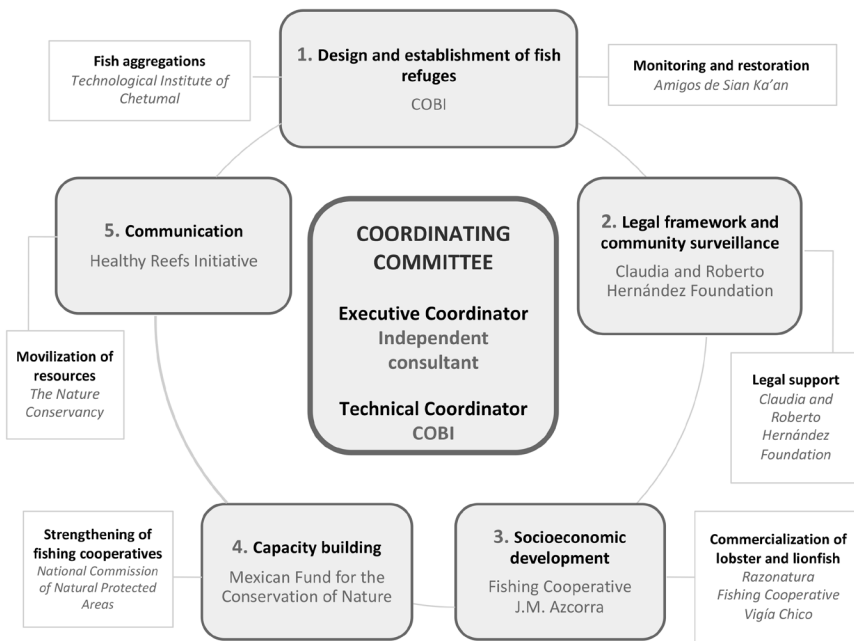 1. Design and establishment of fish
refuges
COBI
Fish aggregations
Technological Institute of
Chetumal
Monitoring and restoration
Amigos de Sian Ka’an
2. Legal framework and
community surveillance
Claudia and Roberto
Hernández Foundation
Legal support
Claudia and
Roberto
Hernández
Foundation
3. Socioeconomic
development
Fishing Cooperative
J.M. Azcorra
Commercialization of
lobster and lionfish
Razonatura
Fishing Cooperative
Vigía Chico
4. Capacity building
Mexican Fund for the
Conservation of Nature
Strengthening of
fishing cooperatives
National Commission
of Natural Protected
Areas
5. Communication
Healthy Reefs Initiative
Movilization of
resources
The Nature
Conservancy
COORDINATING
COMMITTEE
Executive Coordinator
Independent
consultant
Technical Coordinator
COBI